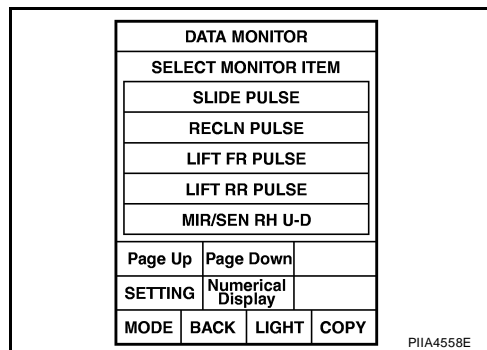 DATA MONITOR
SELECT MONITOR ITEM
SLIDE PULSE
RECLN PULSE
LIFT FR PULSE
LIFT RR PULSE
MIR/SEN RH U-D
Page Up Page Down
SETTING Numerical Display
MODE BACK LIGHT COPY
PIIA4558E